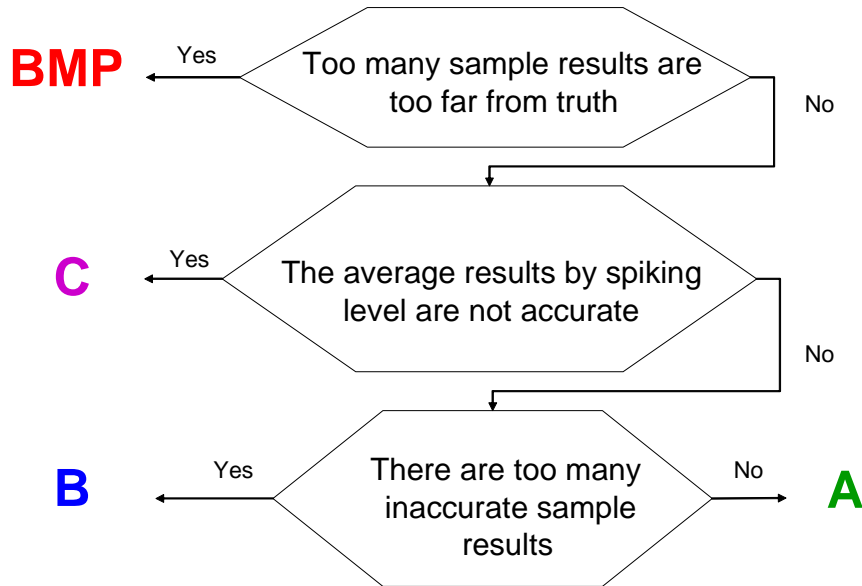 BMP
Yes
Too many sample results are
too far from truth
No
C
Yes
The average results by spiking
level are not accurate
No
B
Yes
There are too many
inaccurate sample
results
No
A